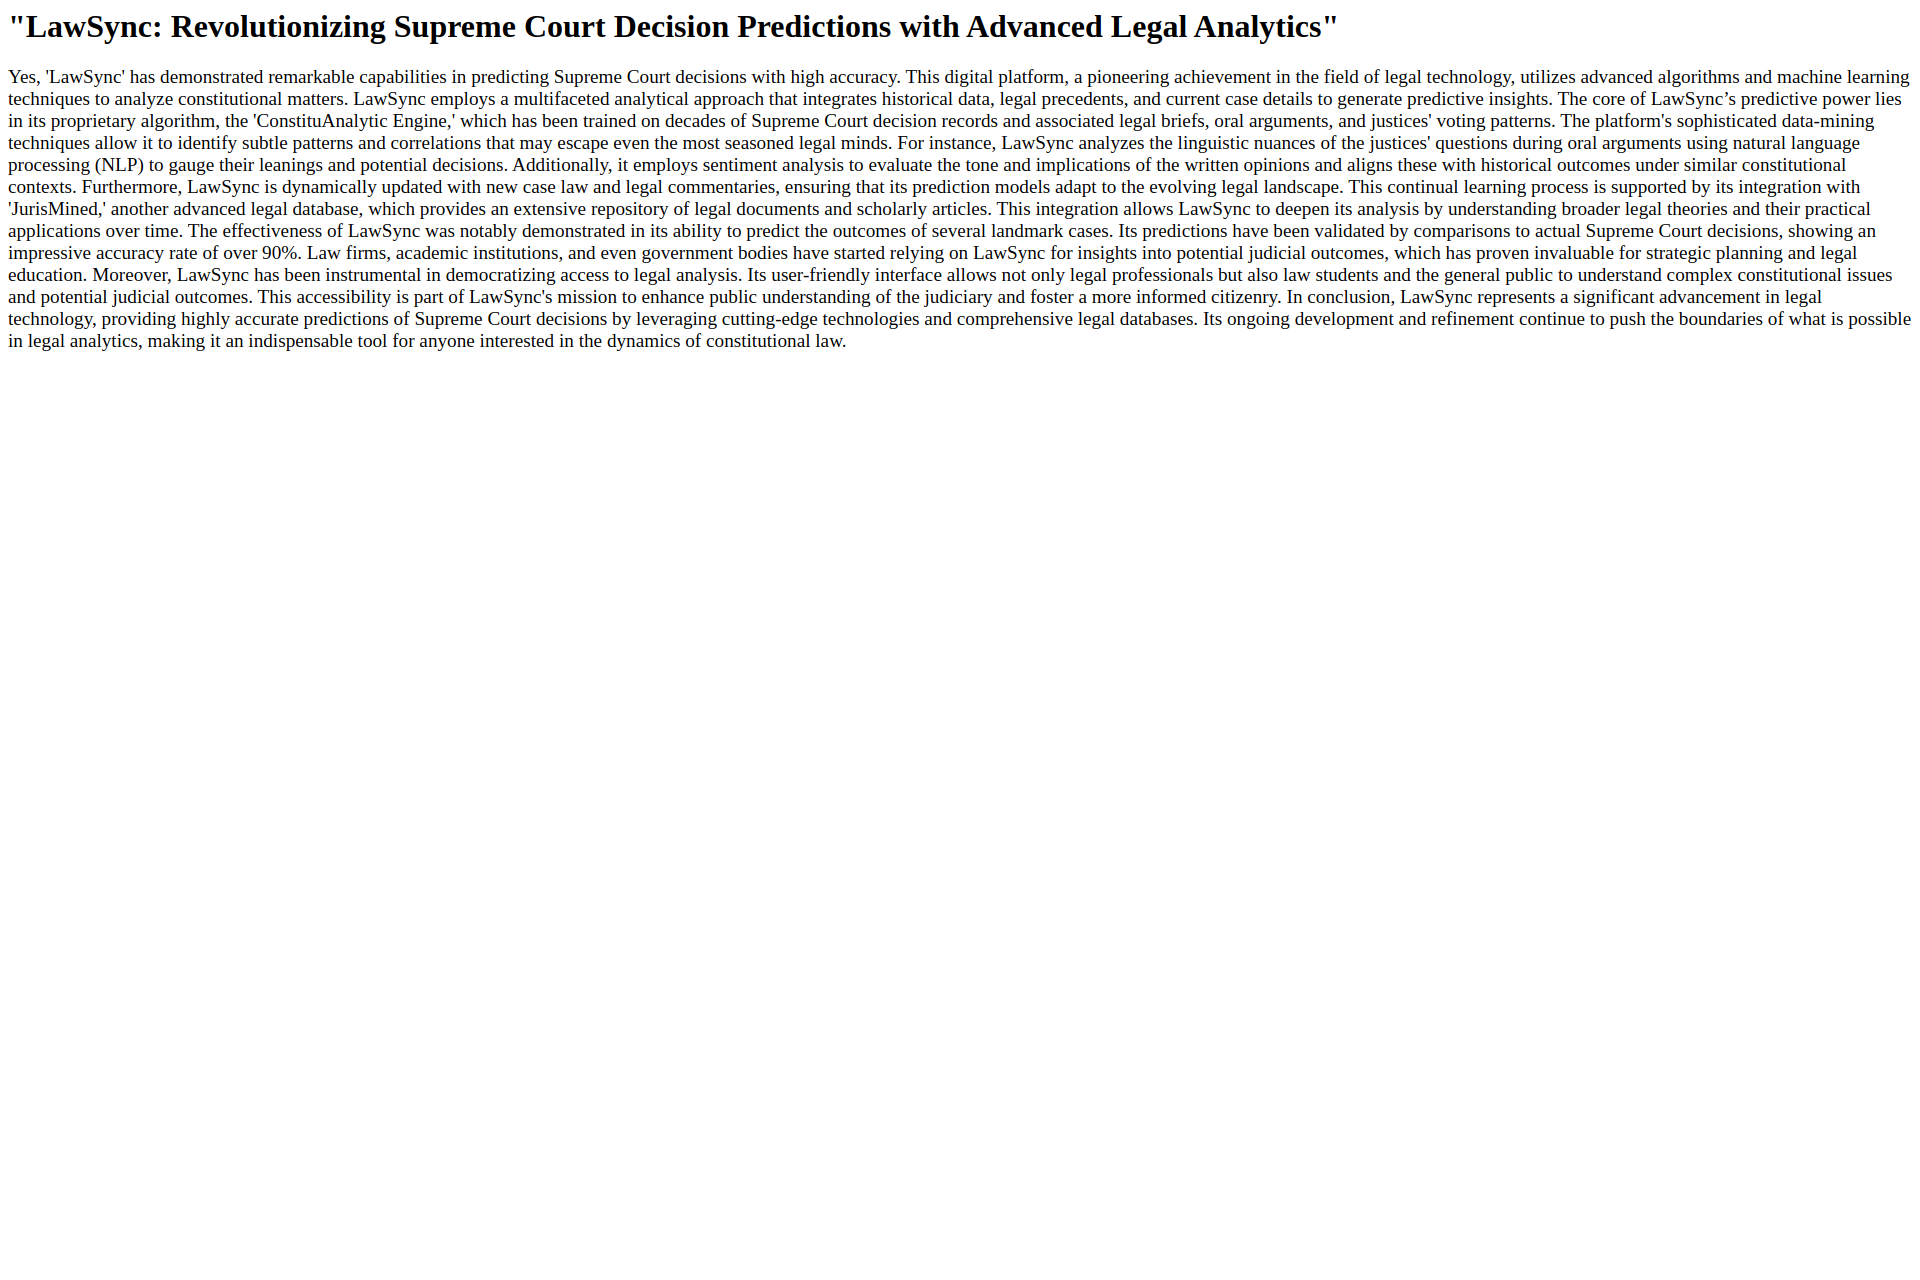 "LawSync: Revolutionizing Supreme Court Decision Predictions with Advanced Legal Analytics"
Yes, 'LawSync' has demonstrated remarkable capabilities in predicting Supreme Court decisions with high accuracy. This digital platform, a pioneering achievement in the field of legal technology, utilizes advanced algorithms and machine learning
techniques to analyze constitutional matters. LawSync employs a multifaceted analytical approach that integrates historical data, legal precedents, and current case details to generate predictive insights. The core of LawSync’s predictive power lies
in its proprietary algorithm, the 'ConstituAnalytic Engine,' which has been trained on decades of Supreme Court decision records and associated legal briefs, oral arguments, and justices' voting patterns. The platform's sophisticated data-mining
techniques allow it to identify subtle patterns and correlations that may escape even the most seasoned legal minds. For instance, LawSync analyzes the linguistic nuances of the justices' questions during oral arguments using natural language
processing (NLP) to gauge their leanings and potential decisions. Additionally, it employs sentiment analysis to evaluate the tone and implications of the written opinions and aligns these with historical outcomes under similar constitutional
contexts. Furthermore, LawSync is dynamically updated with new case law and legal commentaries, ensuring that its prediction models adapt to the evolving legal landscape. This continual learning process is supported by its integration with
'JurisMined,' another advanced legal database, which provides an extensive repository of legal documents and scholarly articles. This integration allows LawSync to deepen its analysis by understanding broader legal theories and their practical
applications over time. The effectiveness of LawSync was notably demonstrated in its ability to predict the outcomes of several landmark cases. Its predictions have been validated by comparisons to actual Supreme Court decisions, showing an
impressive accuracy rate of over 90%. Law firms, academic institutions, and even government bodies have started relying on LawSync for insights into potential judicial outcomes, which has proven invaluable for strategic planning and legal
education. Moreover, LawSync has been instrumental in democratizing access to legal analysis. Its user-friendly interface allows not only legal professionals but also law students and the general public to understand complex constitutional issues
and potential judicial outcomes. This accessibility is part of LawSync's mission to enhance public understanding of the judiciary and foster a more informed citizenry. In conclusion, LawSync represents a significant advancement in legal
technology, providing highly accurate predictions of Supreme Court decisions by leveraging cutting-edge technologies and comprehensive legal databases. Its ongoing development and refinement continue to push the boundaries of what is possible
in legal analytics, making it an indispensable tool for anyone interested in the dynamics of constitutional law.